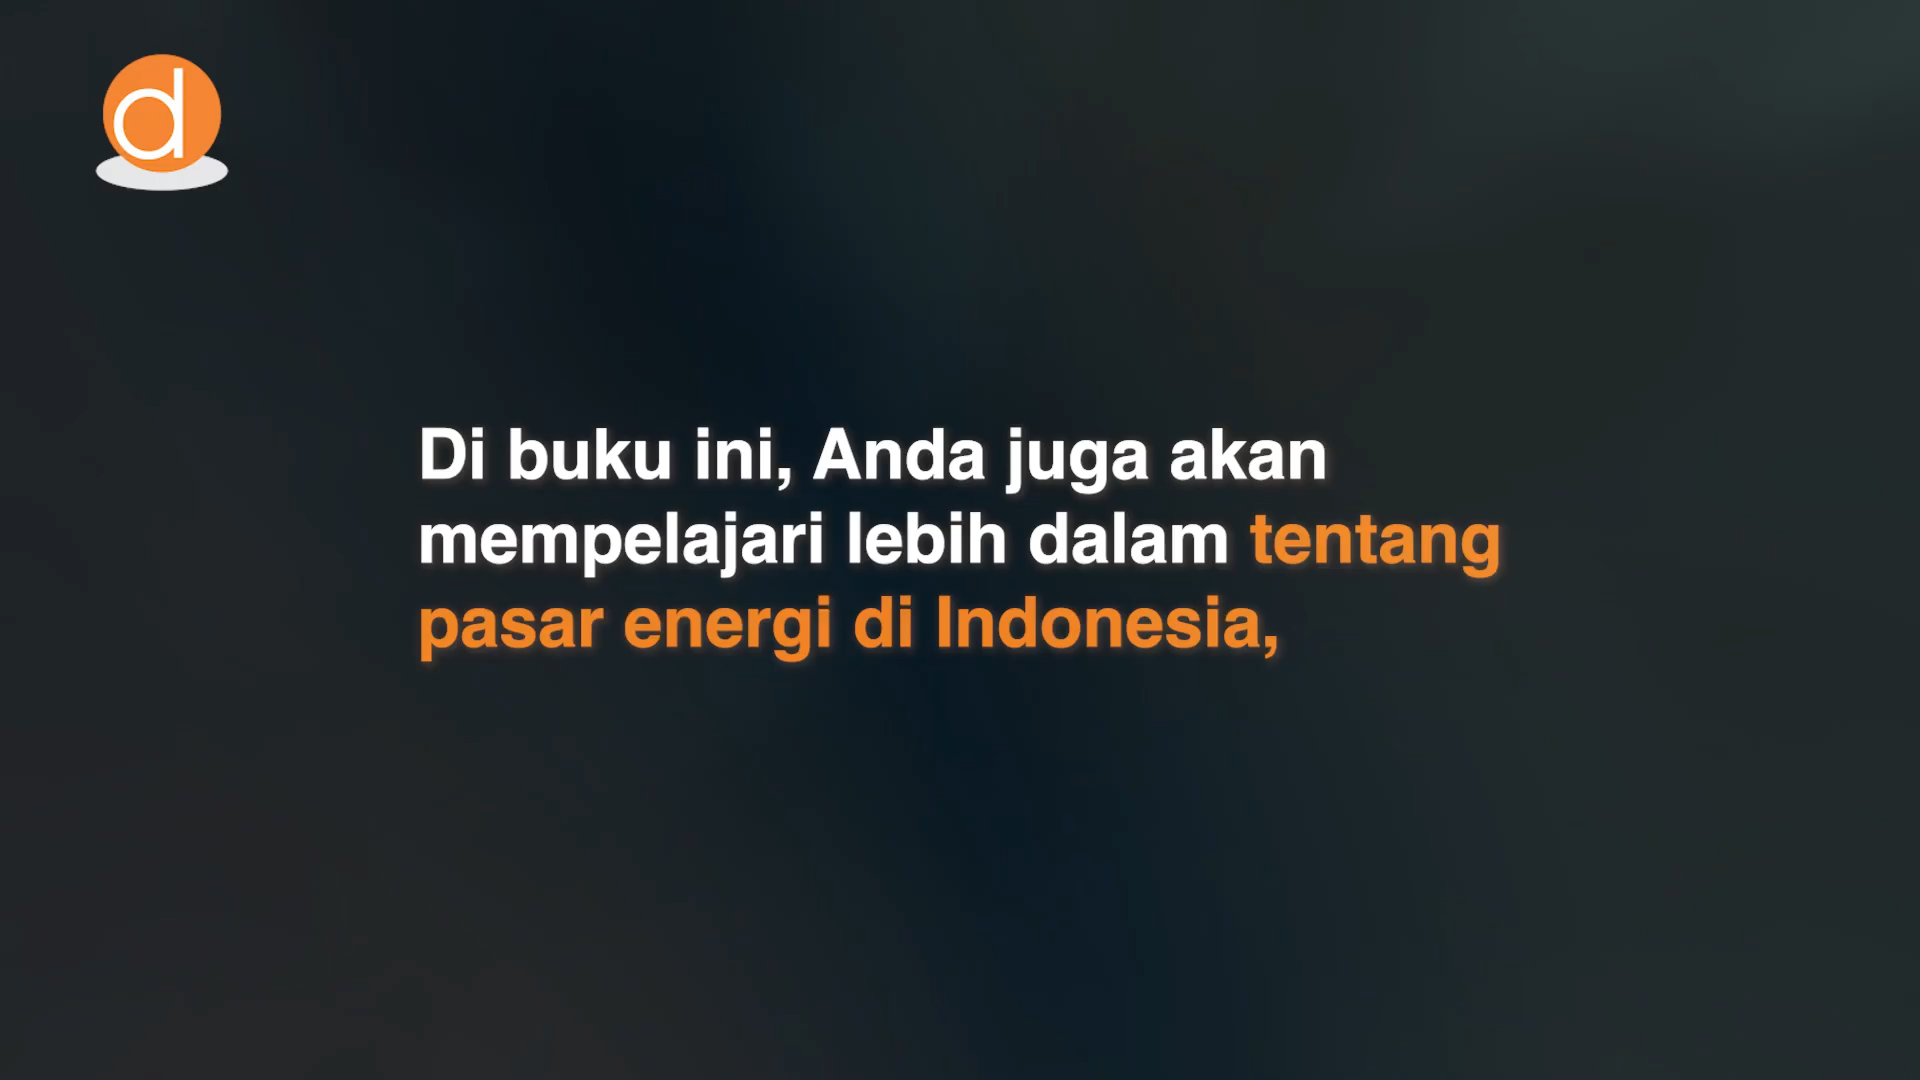 d
Di buku ini, Anda juga akan
mempelajari lebih dalam tentang
pasar energi di Indonesia,